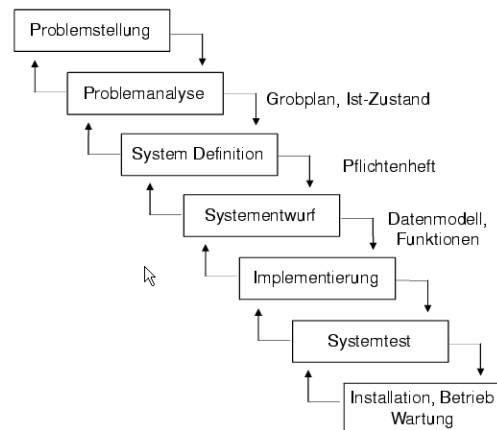 Problemstellung
Problemanalyse
Grobplan, Ist-Zustand
System Definition
Pflichtenheft
Systementwurf
Datenmodell,
Funktionen
Implementierung
Systemtest
Installation, Betrieb
Wartung